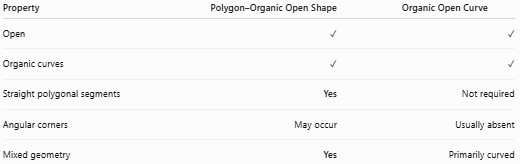 Property Polygon–Organic Open Shape Organic Open Curve
Open ✓ ✓
Organic curves ✓ ✓
Straight polygonal segments Yes Not required
Angular corners May occur Usually absent
Mixed geometry Yes Primarily curved